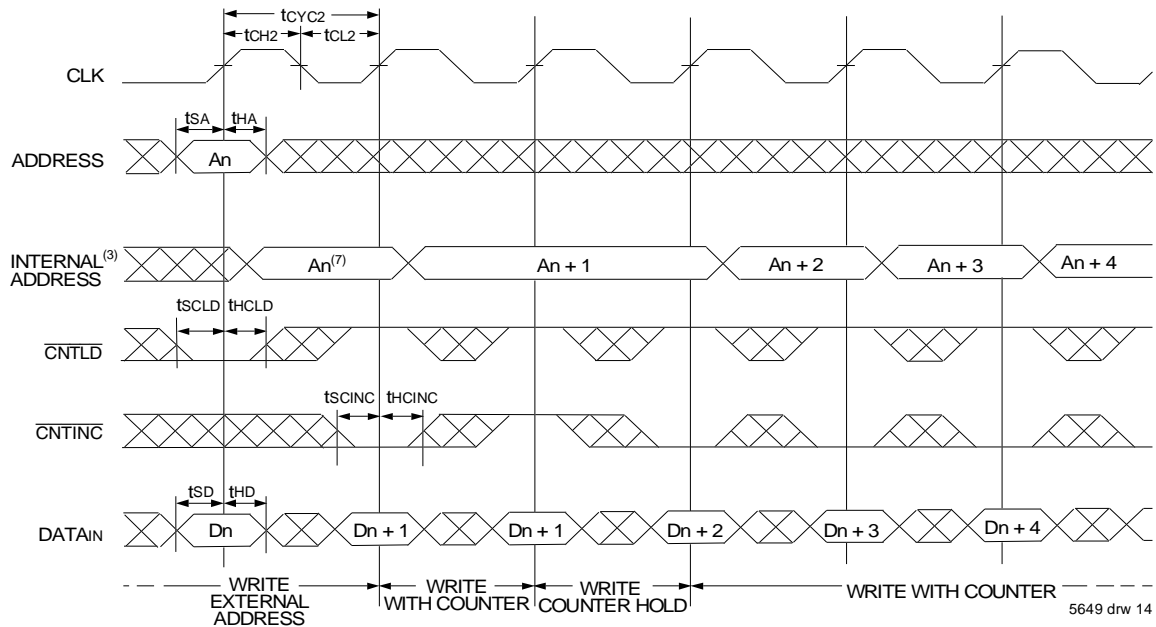 tCYC2
tCH2 tCL2
CLK
tSA tHA
ADDRESS An
INTERNAL(3)
ADDRESS
An(7) An + 1 An + 2 An + 3 An + 4
tSCLD tHCLD
CNTLD
tSCINC tHCINC
CNTINC
tSD tHD
DATAIN Dn Dn + 1 Dn + 1 Dn + 2 Dn + 3 Dn + 4
WRITE
EXTERNAL
ADDRESS
WRITE
WITH COUNTER
WRITE
COUNTER HOLD
WRITE WITH COUNTER
5649 drw 14